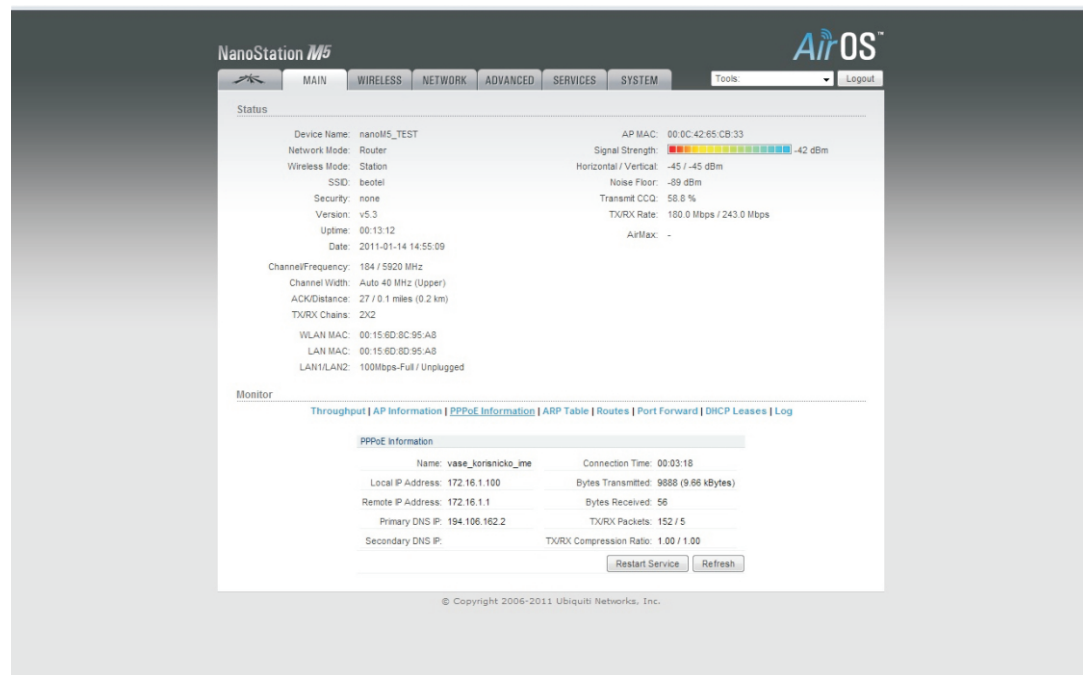 NanoStation M5
AirOS™
MAIN WIRELESS NETWORK ADVANCED SERVICES SYSTEM Tools: Logout
Status
Device Name: nanoM5_TEST
Network Mode: Router
Wireless Mode: Station
SSID: beotel
Security: none
Version: v5.3
Uptime: 00:13:12
Date: 2011-01-14 14:55:09
Channel/Frequency: 184 / 5920 MHz
Channel Width: Auto 40 MHz (Upper)
ACK/Distance: 27 / 0.1 miles (0.2 km)
TX/RX Chains: 2X2
WLAN MAC: 00:15:6D:8C:95:A8
LAN MAC: 00:15:6D:8D:95:A8
LAN1/LAN2: 100Mbps-Full / Unplugged
AP MAC: 00:0C:42:65:CB:33
Signal Strength: -42 dBm
Horizontal / Vertical: -45 / -45 dBm
Noise Floor: -89 dBm
Transmit CCQ: 58.8 %
TX/RX Rate: 180.0 Mbps / 243.0 Mbps
AirMax: -
Monitor
Throughput | AP Information | PPPoE Information | ARP Table | Routes | Port Forward | DHCP Leases | Log
PPPoE Information
Name: vase_korisnicko_ime
Local IP Address: 172.16.1.100
Remote IP Address: 172.16.1.1
Primary DNS IP: 194.106.162.2
Secondary DNS IP:
Connection Time: 00:03:18
Bytes Transmitted: 9888 (9.66 kBytes)
Bytes Received: 56
TX/RX Packets: 152 / 5
TX/RX Compression Ratio: 1.00 / 1.00
Restart Service Refresh
© Copyright 2006-2011 Ubiquiti Networks, Inc.